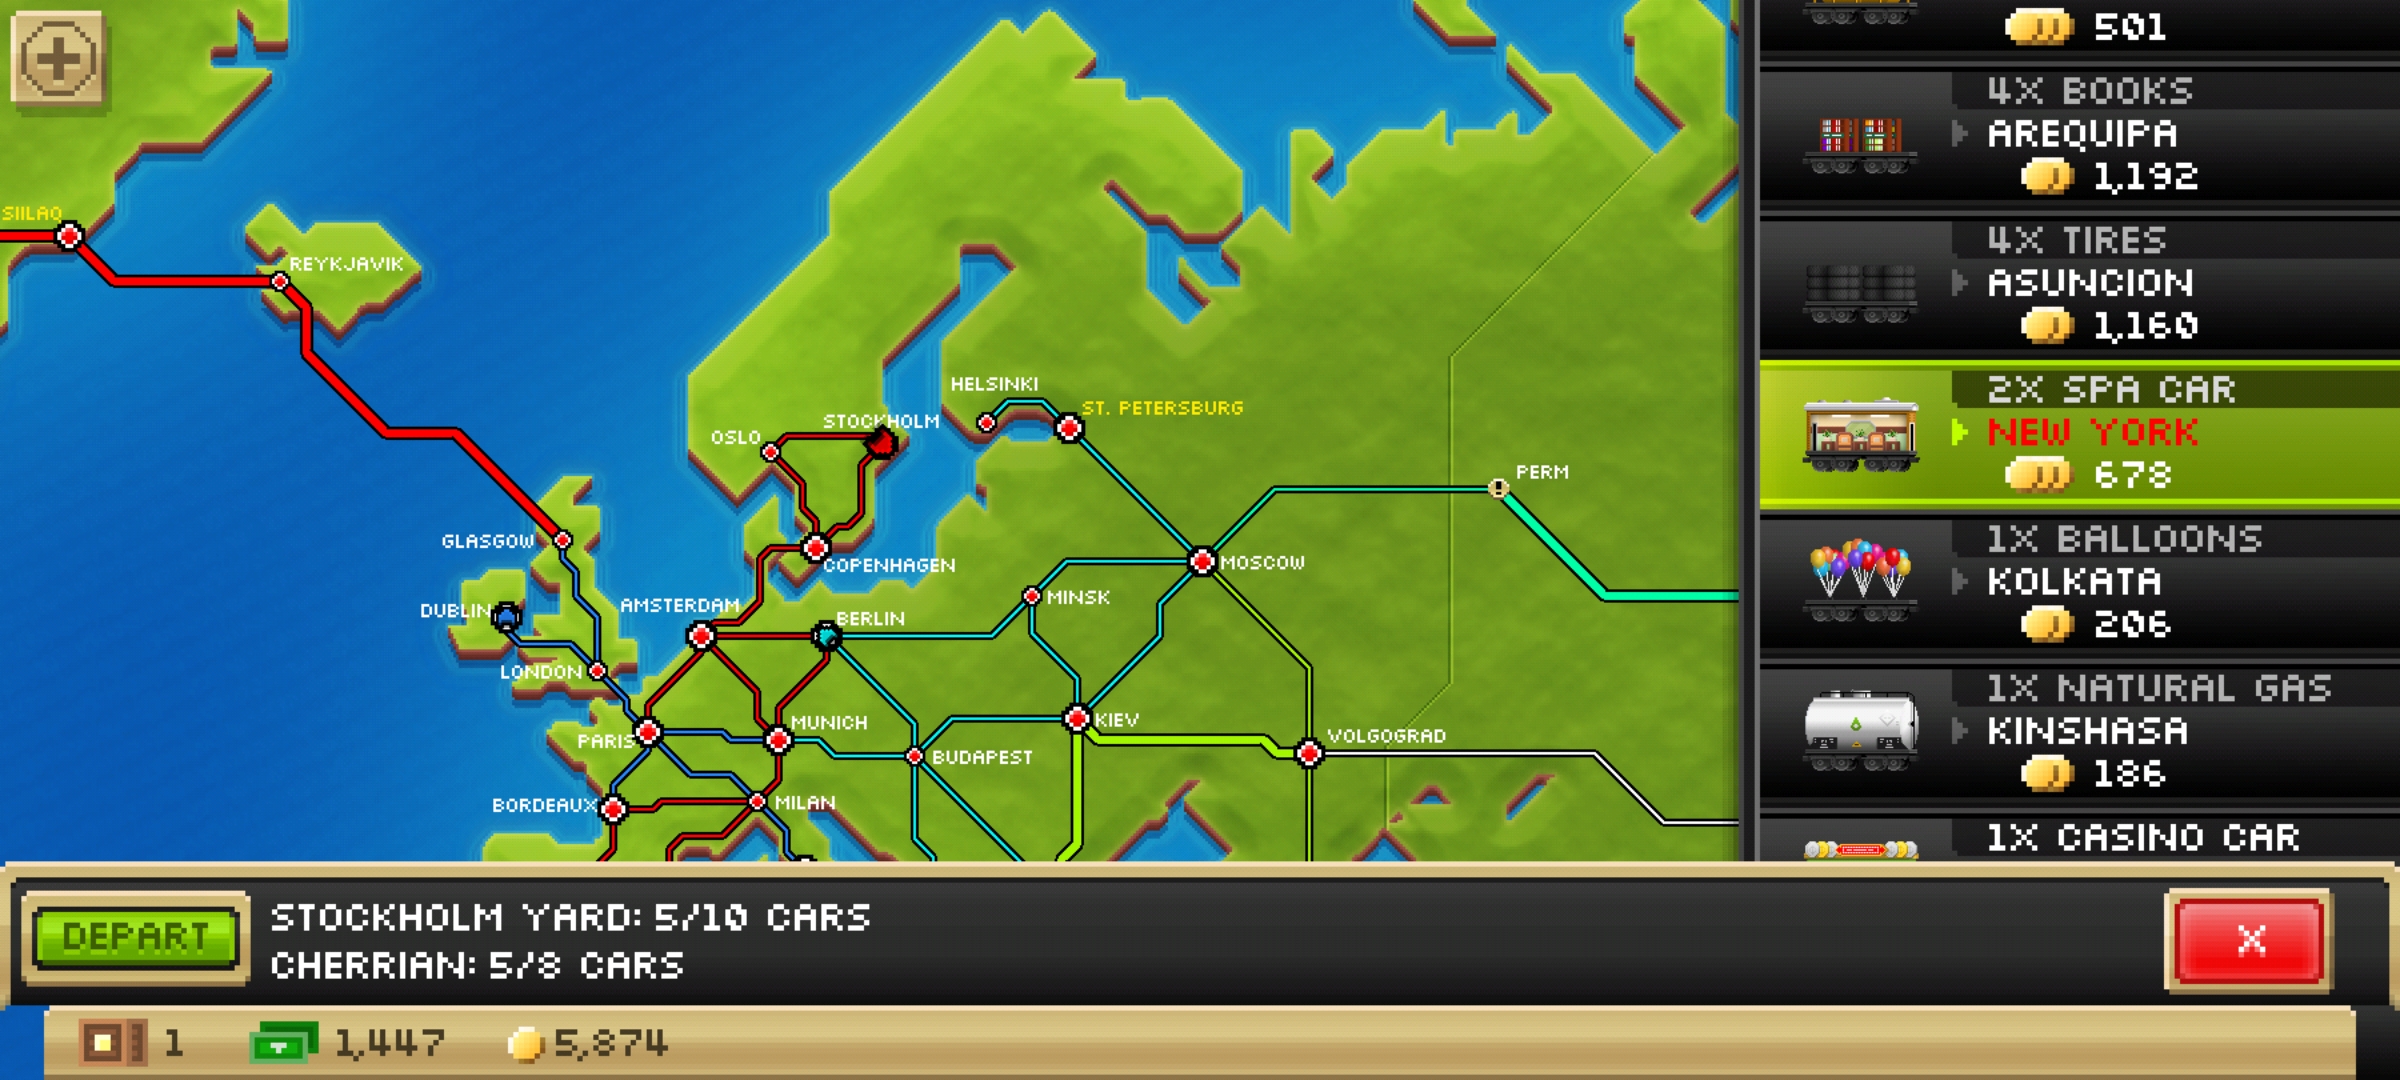 SIILAQ
REYKJAVIK
HELSINKI
ST. PETERSBURG
STOCKHOLM
OSLO
PERM
GLASGOW
COPENHAGEN
MOSCOW
DUBLIN
AMSTERDAM
MINSK
BERLIN
LONDON
MUNICH
KIEV
PARIS
BUDAPEST
VOLGOGRAD
BORDEAUX
MILAN
501
4X BOOKS
AREQUIPA
1,192
4X TIRES
ASUNCION
1,160
2X SPA CAR
NEW YORK
678
1X BALLOONS
KOLKATA
206
1X NATURAL GAS
KINSHASA
186
1X CASINO CAR
DEPART
STOCKHOLM YARD: 5/10 CARS
CHERRIAN: 5/8 CARS
X
1
1,447
5,874